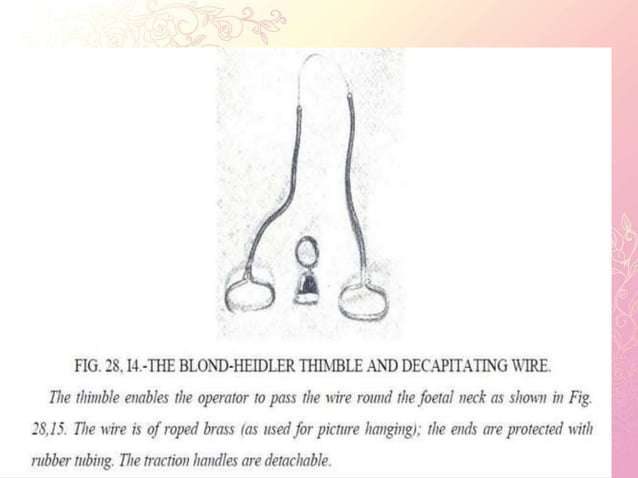 FIG. 28, I4.-THE BLOND-HEIDLER THIMBLE AND DECAPITATING WIRE.
The thimble enables the operator to pass the wire round the foetal neck as shown in Fig.
28,15. The wire is of roped brass (as used for picture hanging); the ends are protected with
rubber tubing. The traction handles are detachable.